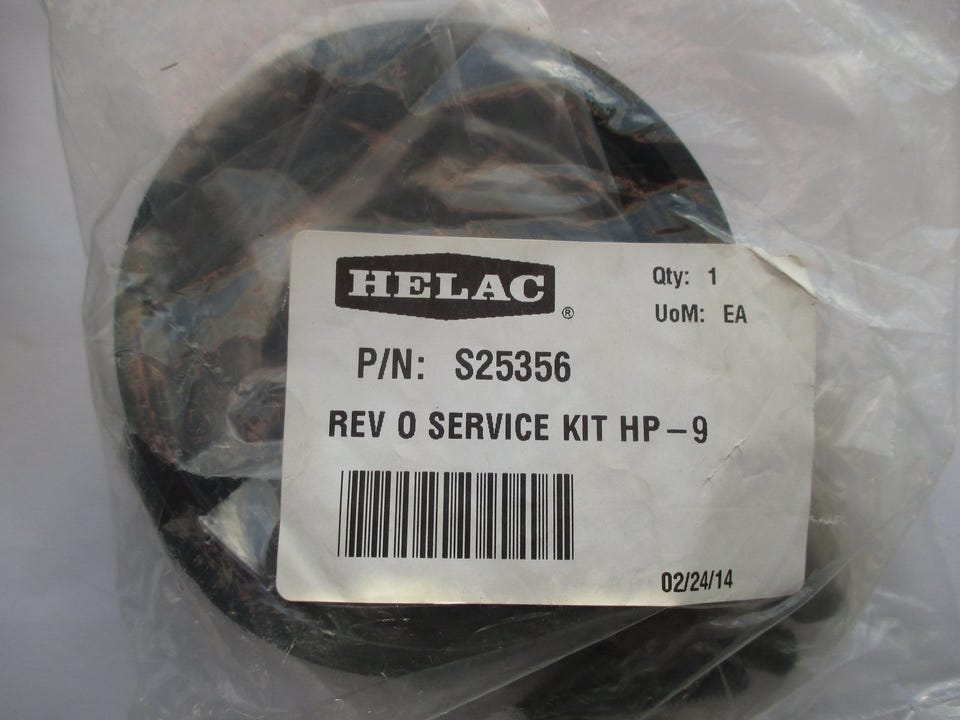 HELAC®
Qty: 1
UoM: EA
P/N: S25356
REV O SERVICE KIT HP-9
02/24/14